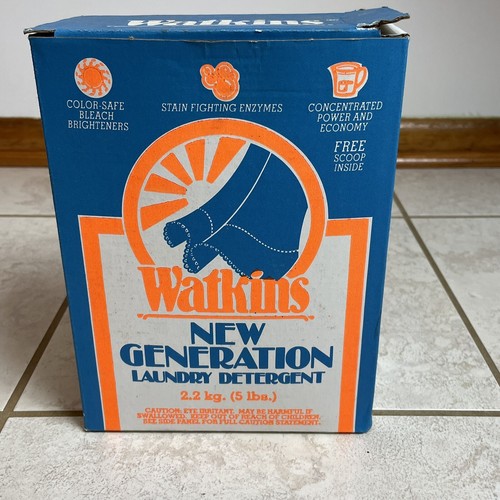 Watkins
COLOR-SAFE
BLEACH
BRIGHTENERS
STAIN FIGHTING ENZYMES
CONCENTRATED
POWER AND
ECONOMY
FREE
SCOOP
INSIDE
Watkins
NEW
GENERATION
LAUNDRY DETERGENT
2.2 kg. (5 lbs.)
CAUTION: EYE IRRITANT. MAY BE HARMFUL IF
SWALLOWED. KEEP OUT OF REACH OF CHILDREN.
SEE SIDE PANEL FOR FULL CAUTION STATEMENT.